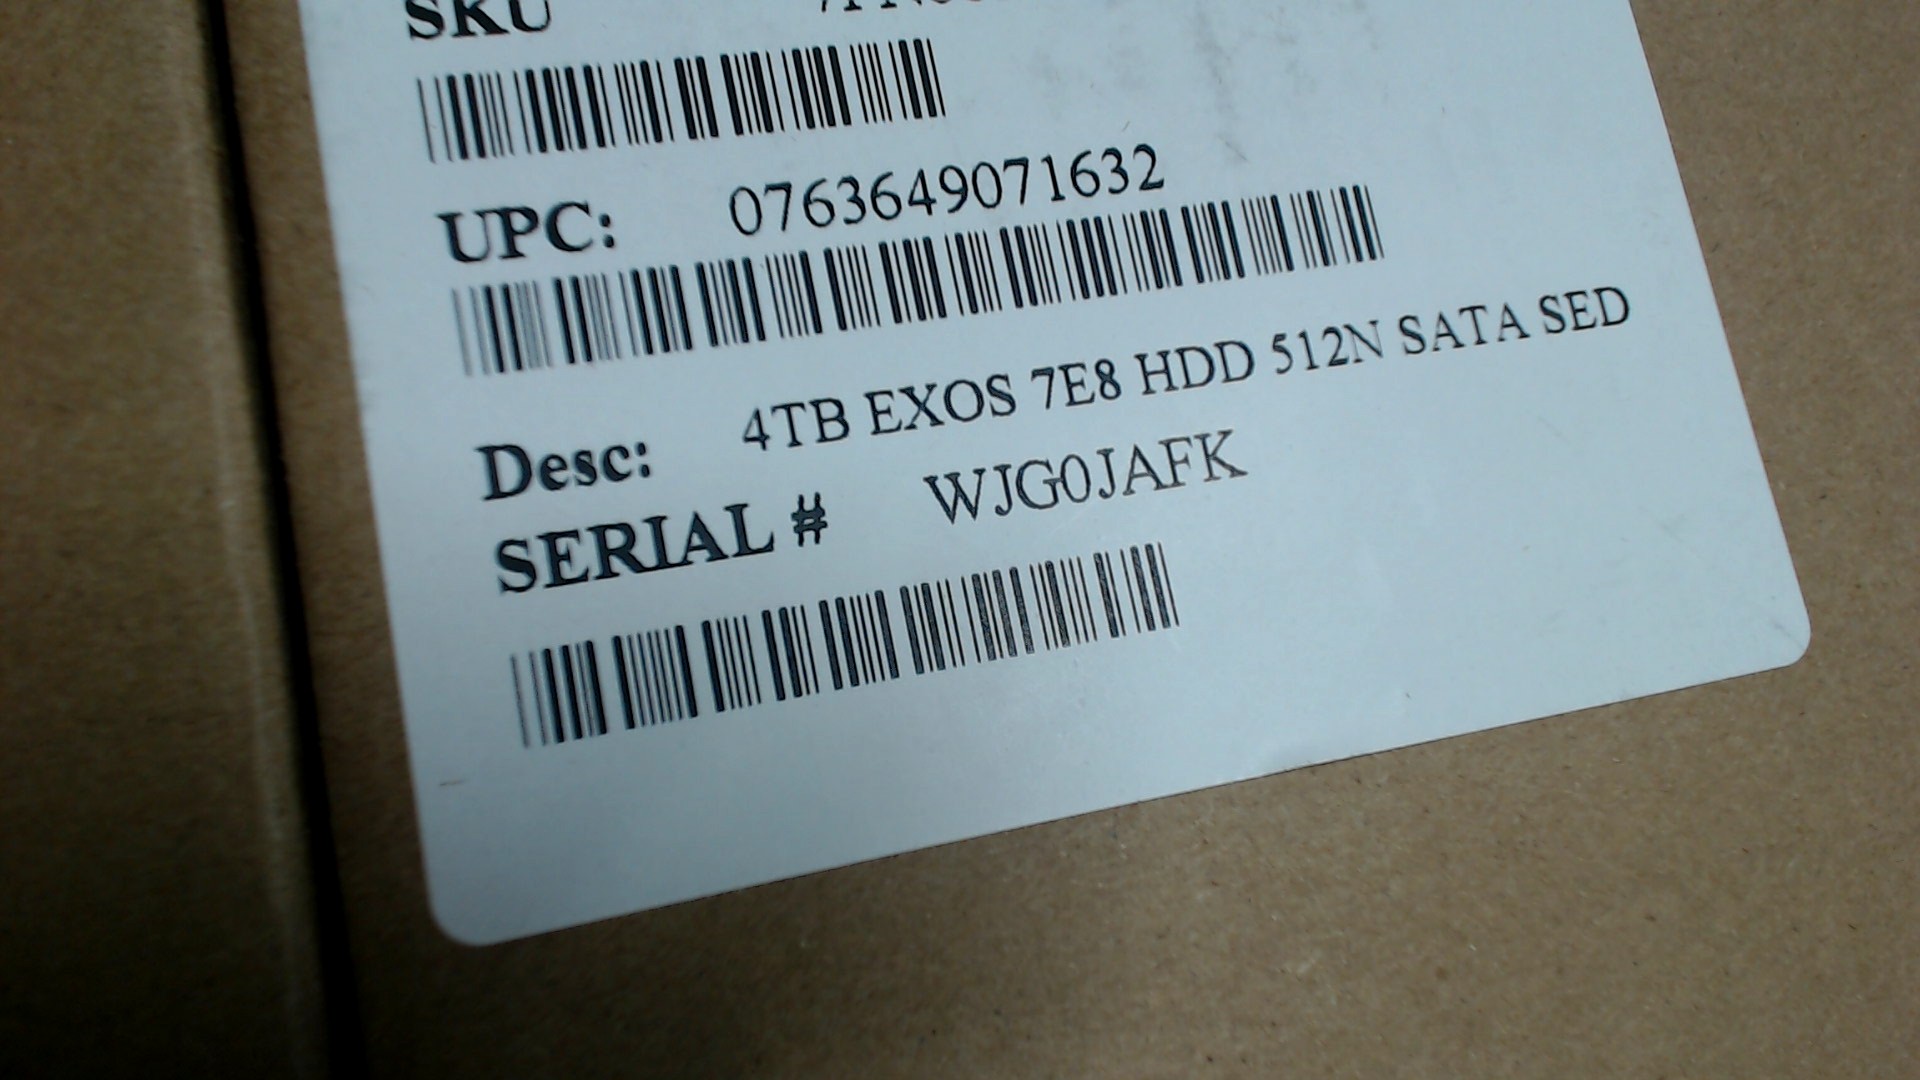 SKU
UPC: 0763649071632
Desc: 4TB EXOS 7E8 HDD 512N SATA SED
SERIAL # WJG0JAFK